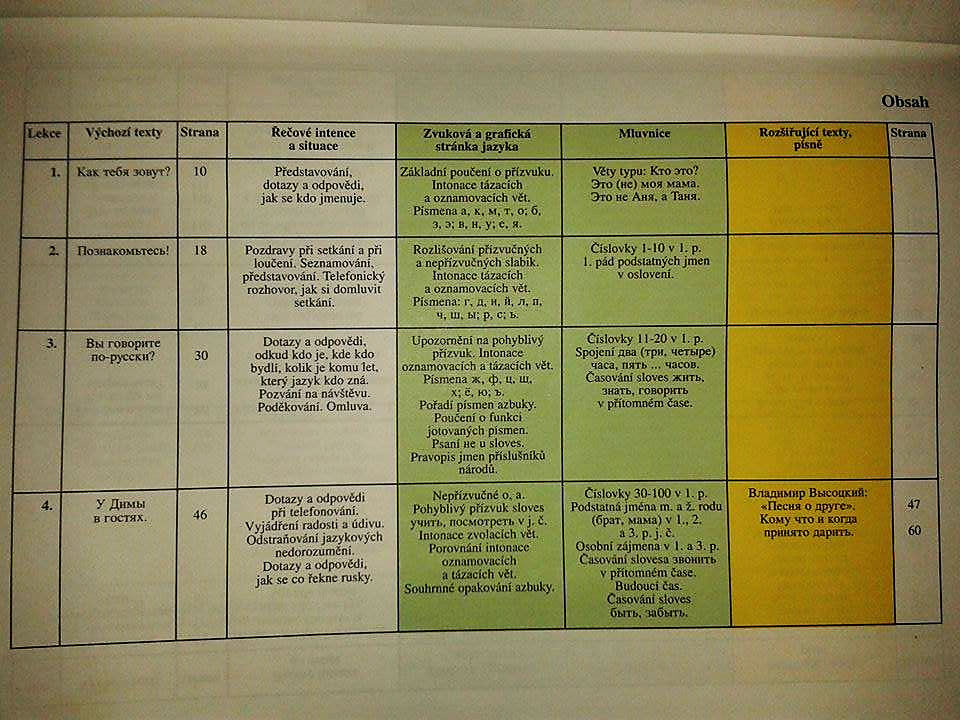 Obsah
Lekce
Výchozí texty
Strana
Řečové intence
a situace
Zvuková a grafická
stránka jazyka
Mluvnice
Rozšiřující texty,
písně
Strana
1.
Как тебя зовут?
10
Představování,
dotazy a odpovědi,
jak se kdo jmenuje.
Základní poučení o přízvuku.
Intonace tázacích
a oznamovacích vět.
Písmena а, к, м, т, о; б,
з, э; в, н, у; е, я.
Věty typu: Кто это?
Это (не) моя мама.
Это не Аня, а Таня.
2.
Познакомьтесь!
18
Pozdravy při setkání a při
loučení. Seznamování,
představování. Telefonický
rozhovor, jak si domluvit
setkání.
Rozlišování přízvučných
a nepřízvučných slabik.
Intonace tázacích
a oznamovacích vět.
Písmena: г, д, и, й, л, п,
ч, ш, ы; р, с; ь.
Číslovky 1-10 v 1. p.
1. pád podstatných jmen
v oslovení.
3.
Вы говорите
по-русски?
30
Dotazy a odpovědi,
odkud kdo je, kde kdo
bydlí, kolik je komu let,
který jazyk kdo zná.
Pozvání na návštěvu.
Poděkování. Omluva.
Upozornění na pohyblivý
přízvuk. Intonace
oznamovacích a tázacích vět.
Písmena ж, ф, ц, щ,
х; ё, ю, ъ.
Pořadí písmen azbuky.
Poučení o funkci
jotovaných písmen.
Psaní не u sloves.
Pravopis jmen příslušníků
národů.
Číslovky 11-20 v 1. p.
Spojení два (три, четыре)
часа, пять ... часов.
Časování sloves жить,
знать, говорить
v přítomném čase.
4.
У Димы
в гостях.
46
Dotazy a odpovědi
při telefonování.
Vyjádření radosti a údivu.
Odstraňování jazykových
nedorozumění.
Dotazy a odpovědi,
jak se co řekne rusky.
Nepřízvučné о, а.
Pohyblivý přízvuk sloves
учить, посмотреть v j. č.
Intonace zvolacích vět.
Porovnání intonace
oznamovacích
a tázacích vět.
Souhrnné opakování azbuky.
Číslovky 30-100 v 1. p.
Podstatná jména m. a ž. rodu
(брат, мама) v 1., 2.,
a 3. p. j. č.
Osobní zájmena v 1. a 3. p.
Časování slovesa звонить
v přítomném čase.
Budoucí čas.
Časování sloves
быть, забыть.
Владимир Высоцкий:
«Песня о друге».
Кому что и когда
принято дарить.
47
60